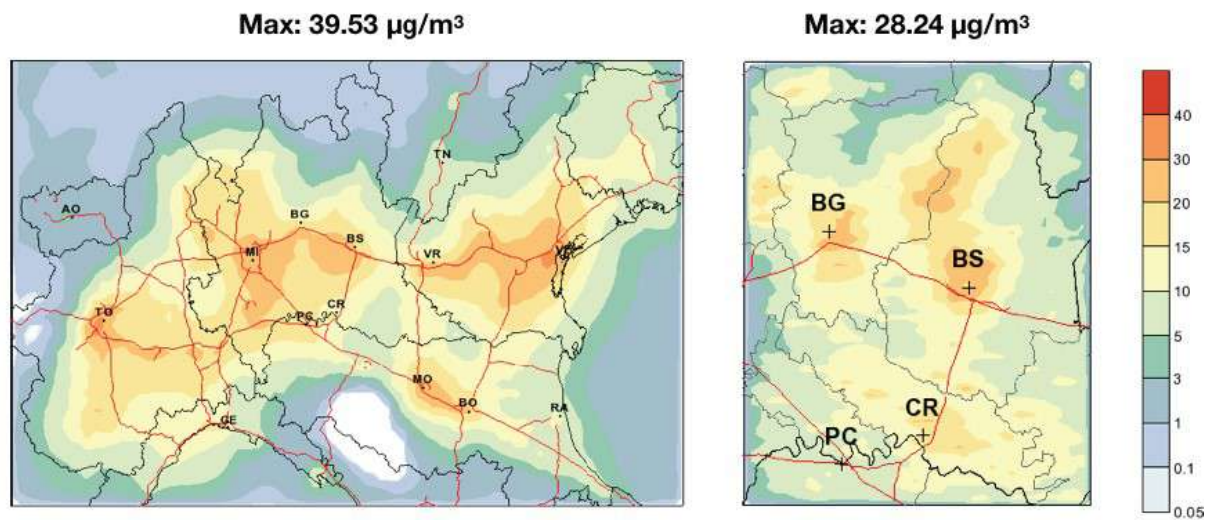 Max: 39.53 µg/m³
Max: 28.24 µg/m³
TN
AO
BG
MI
BS
VR
VE
TO
PC
CR
MO
BO
RA
GE
BG
BS
CR
PC
40
30
20
15
10
5
3
1
0.1
0.05